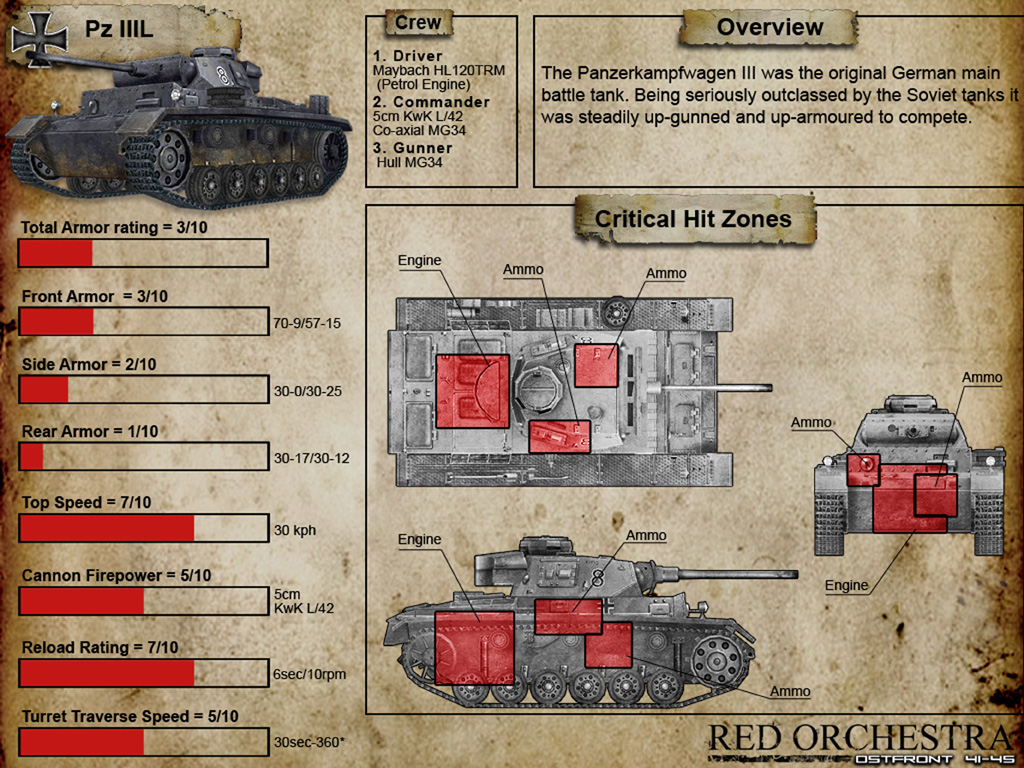 Pz IIIL
Crew
1. Driver
Maybach HL120TRM
(Petrol Engine)
2. Commander
5cm KwK L/42
Co-axial MG34
3. Gunner
Hull MG34
Overview
The Panzerkampfwagen III was the original German main
battle tank. Being seriously outclassed by the Soviet tanks it
was steadily up-gunned and up-armoured to compete.
Total Armor rating = 3/10
Front Armor = 3/10
70-9/57-15
Side Armor = 2/10
30-0/30-25
Rear Armor = 1/10
30-17/30-12
Top Speed = 7/10
30 kph
Cannon Firepower = 5/10
5cm
KwK L/42
Reload Rating = 7/10
6sec/10rpm
Turret Traverse Speed = 5/10
30sec-360*
Critical Hit Zones
Engine
Ammo
Ammo
Ammo
Ammo
Engine
Engine
Ammo
8
Ammo
RED ORCHESTRA
OSTFRONT 41-45